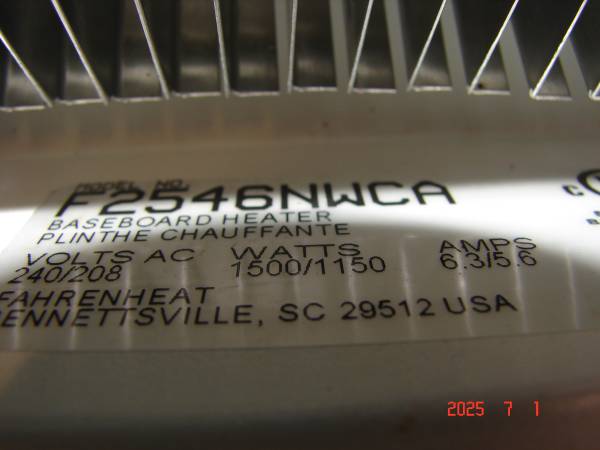 MODEL NO.
F2546NWCA
BASEBOARD HEATER
PLINTHE CHAUFFANTE
VOLTS AC WATTS AMPS
240/208 1500/1150 6.3/5.6
FAHRENHEAT
BENNETTSVILLE, SC 29512 USA
C
2025 7 1